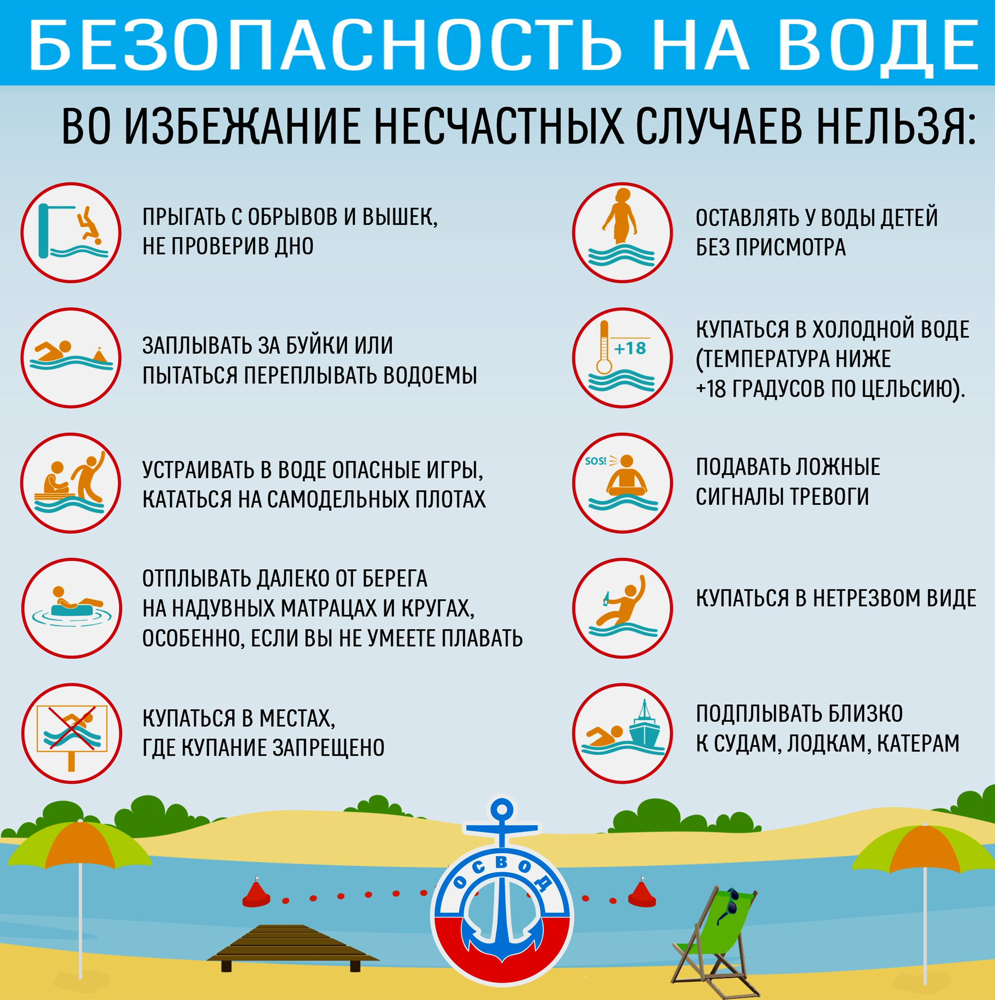 БЕЗОПАСНОСТЬ НА ВОДЕ
ВО ИЗБЕЖАНИЕ НЕСЧАСТНЫХ СЛУЧАЕВ НЕЛЬЗЯ:
ПРЫГАТЬ С ОБРЫВОВ И ВЫШЕК,
НЕ ПРОВЕРИВ ДНО
ЗАПЛЫВАТЬ ЗА БУЙКИ ИЛИ
ПЫТАТЬСЯ ПЕРЕПЛЫВАТЬ ВОДОЕМЫ
УСТРАИВАТЬ В ВОДЕ ОПАСНЫЕ ИГРЫ,
КАТАТЬСЯ НА САМОДЕЛЬНЫХ ПЛОТАХ
ОТПЛЫВАТЬ ДАЛЕКО ОТ БЕРЕГА
НА НАДУВНЫХ МАТРАЦАХ И КРУГАХ,
ОСОБЕННО, ЕСЛИ ВЫ НЕ УМЕЕТЕ ПЛАВАТЬ
КУПАТЬСЯ В МЕСТАХ,
ГДЕ КУПАНИЕ ЗАПРЕЩЕНО
ОСТАВЛЯТЬ У ВОДЫ ДЕТЕЙ
БЕЗ ПРИСМОТРА
+18
КУПАТЬСЯ В ХОЛОДНОЙ ВОДЕ
(ТЕМПЕРАТУРА НИЖЕ
+18 ГРАДУСОВ ПО ЦЕЛЬСИЮ).
SOS!
ПОДАВАТЬ ЛОЖНЫЕ
СИГНАЛЫ ТРЕВОГИ
КУПАТЬСЯ В НЕТРЕЗВОМ ВИДЕ
ПОДПЛЫВАТЬ БЛИЗКО
К СУДАМ, ЛОДКАМ, КАТЕРАМ
ОСВОД